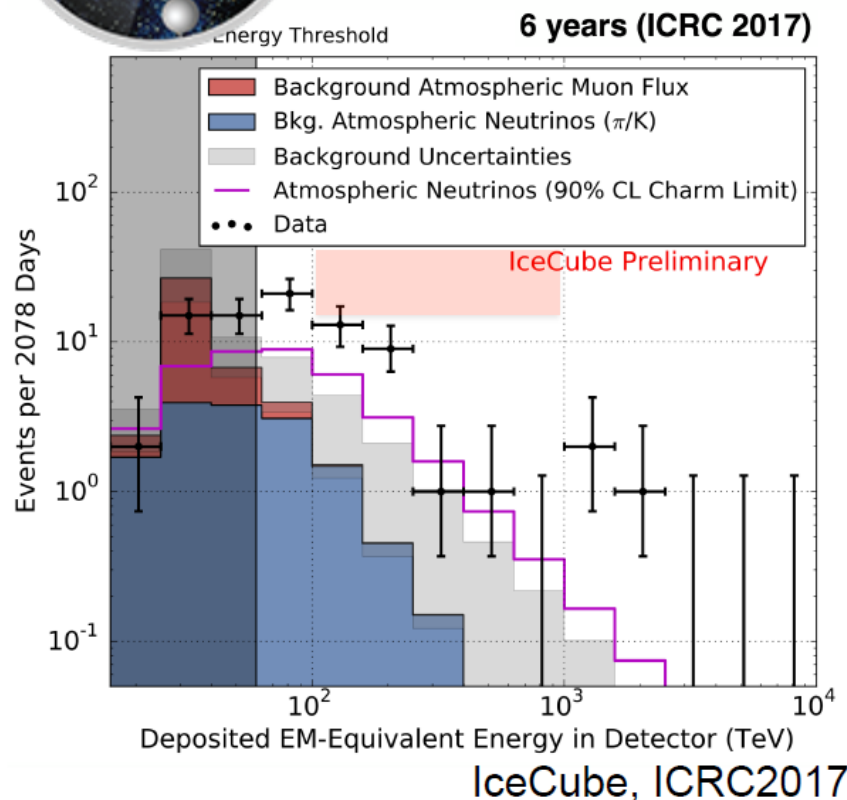 Energy Threshold
6 years (ICRC 2017)
Background Atmospheric Muon Flux
Bkg. Atmospheric Neutrinos (π/K)
Background Uncertainties
Atmospheric Neutrinos (90% CL Charm Limit)
Data
IceCube Preliminary
Events per 2078 Days
10²
10¹
10⁰
10⁻¹
10² 10³ 10⁴
Deposited EM-Equivalent Energy in Detector (TeV)
IceCube, ICRC2017